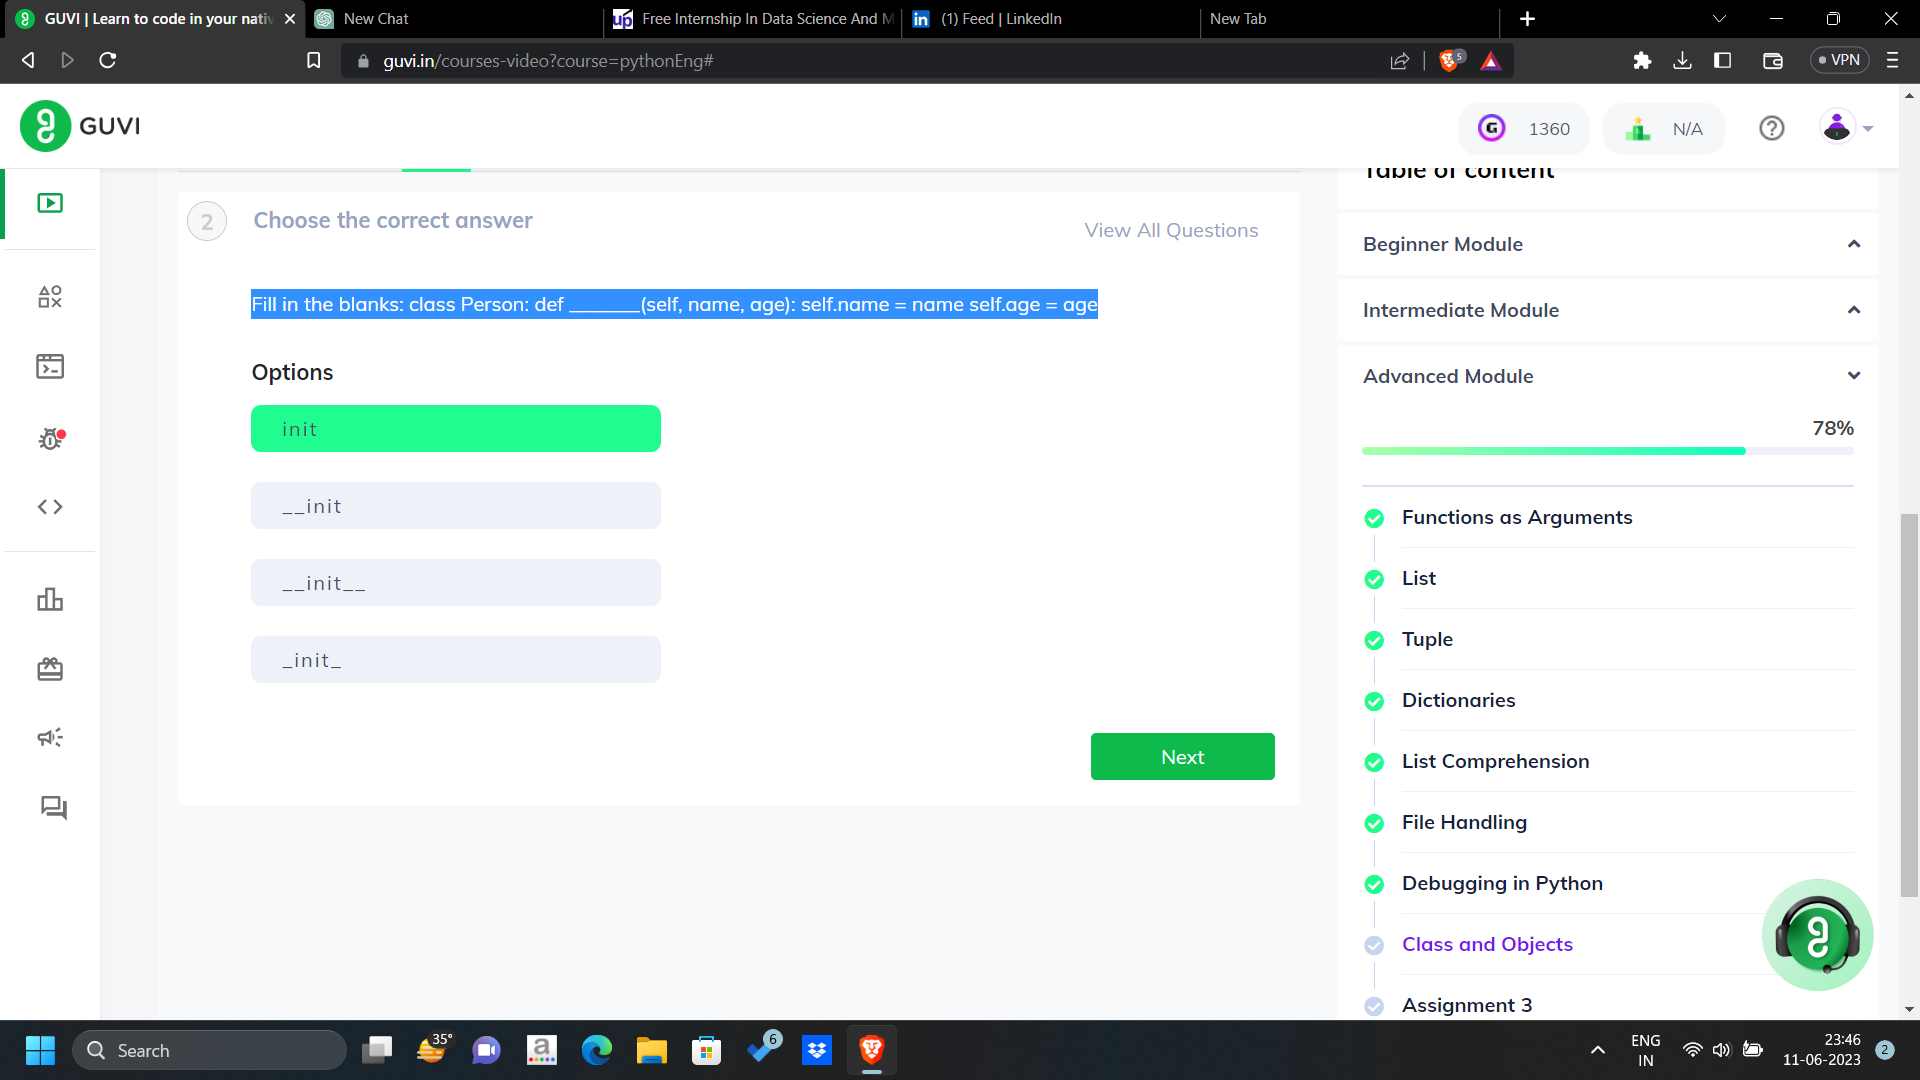 GUVI | Learn to code in your nativ
New Chat
Free Internship In Data Science And M
(1) Feed | LinkedIn
New Tab
guvi.in/courses-video?course=pythonEng#
5
VPN
GUVI
1360
N/A
Table of content
2
Choose the correct answer
View All Questions
Fill in the blanks: class Person: def ________(self, name, age): self.name = name self.age = age
Options
init
__init
__init__
_init_
Next
Beginner Module
Intermediate Module
Advanced Module
78%
Functions as Arguments
List
Tuple
Dictionaries
List Comprehension
File Handling
Debugging in Python
Class and Objects
Assignment 3
Search
35°
6
ENG
IN
23:46
11-06-2023
2